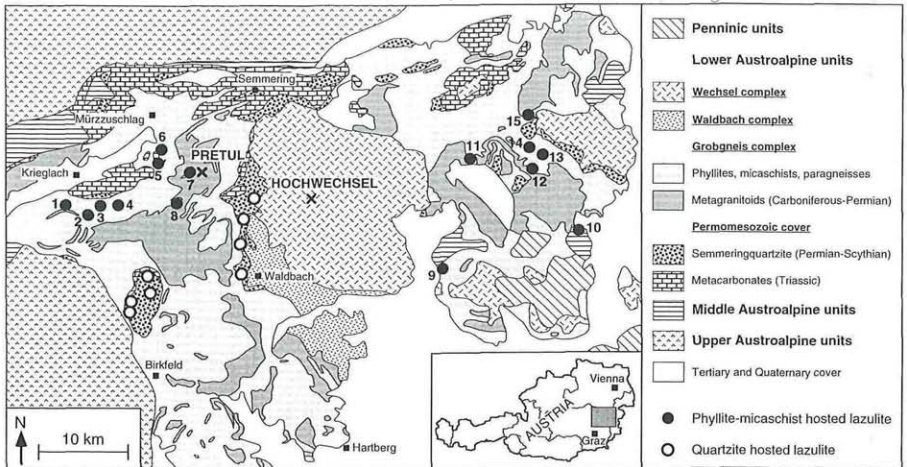 Semmering
Mürzzuschlag
15
6
PRETUL
14
11
13
Krieglach
5
7
HOCHWECHSEL
12
1
2
3
4
8
10
9
Waldbach
Birkfeld
Vienna
AUSTRIA
Graz
N
10 km
Hartberg
Penninic units
Lower Austroalpine units
Wechsel complex
Waldbach complex
Grobgneis complex
Phyllites, micaschists, paragneisses
Metagranitoids (Carboniferous-Permian)
Permomesozoic cover
Semmeringquartzite (Permian-Scythian)
Metacarbonates (Triassic)
Middle Austroalpine units
Upper Austroalpine units
Tertiary and Quaternary cover
Phyllite-micaschist hosted lazulite
Quartzite hosted lazulite